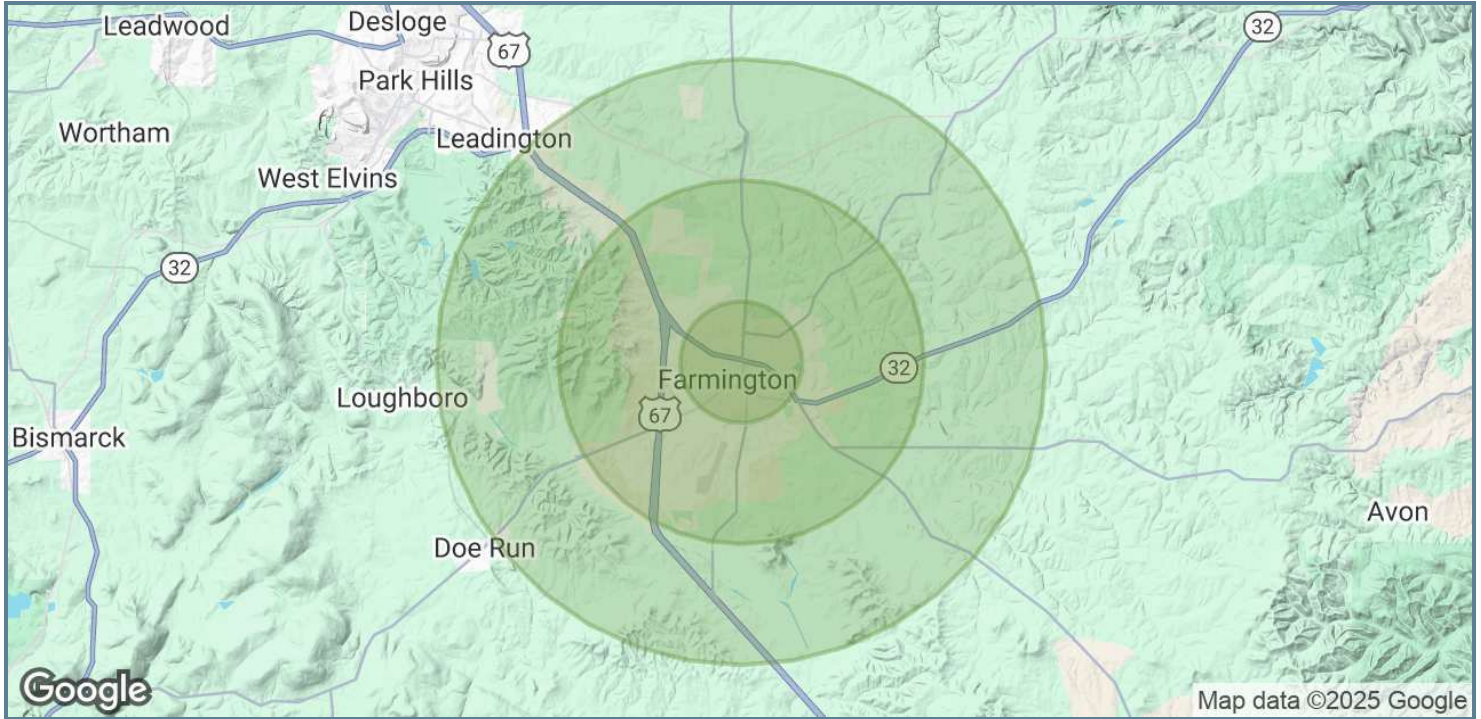 Leadwood
Desloge
67
32
Park Hills
Wortham
Leadington
West Elvins
32
Farmington
32
Loughboro
67
Bismarck
Avon
Doe Run
Google
Map data ©2025 Google